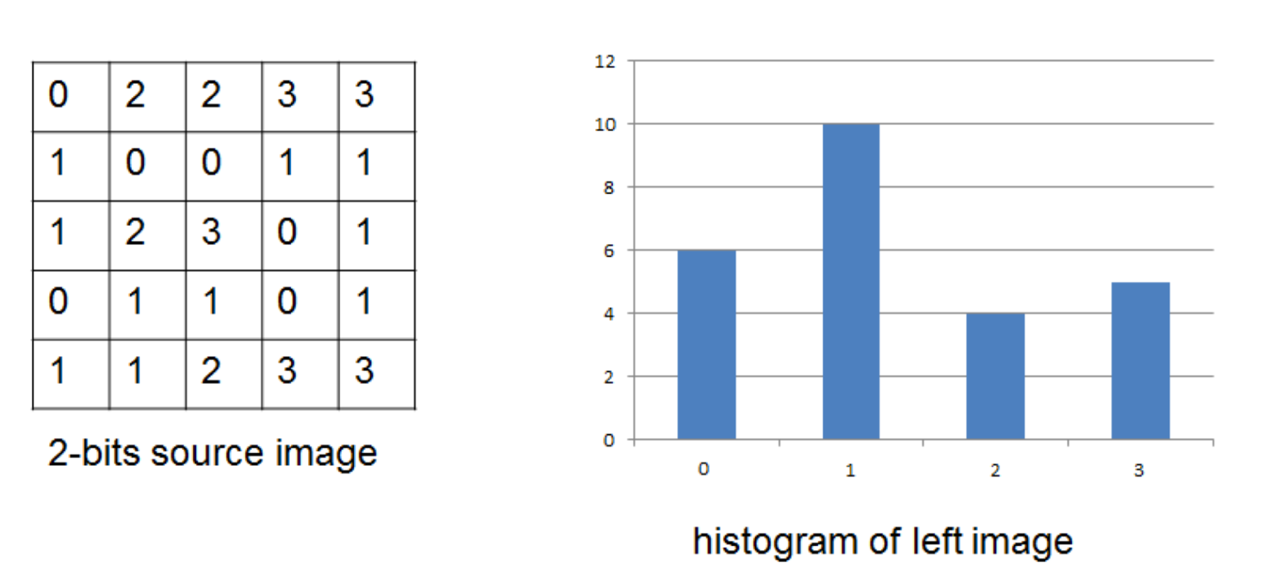 0 2 2 3 3
1 0 0 1 1
1 2 3 0 1
0 1 1 0 1
1 1 2 3 3
2-bits source image
12
10
8
6
4
2
0
0 1 2 3
histogram of left image